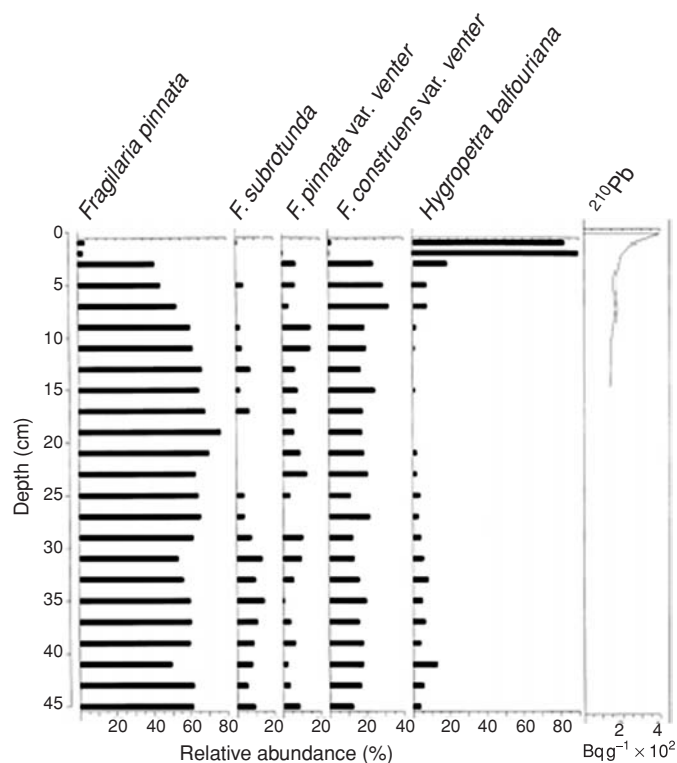 Fragilaria pinnata
F. subrotunda
F. pinnata var. venter
F. construens var. venter
Hygropetra balfouriana
²¹⁰Pb
0
5
10
15
20
25
30
35
40
45
Depth (cm)
20 40 60 80 20 20 20 40 20 40 60 80 2 4
Relative abundance (%)
Bq g⁻¹ × 10²